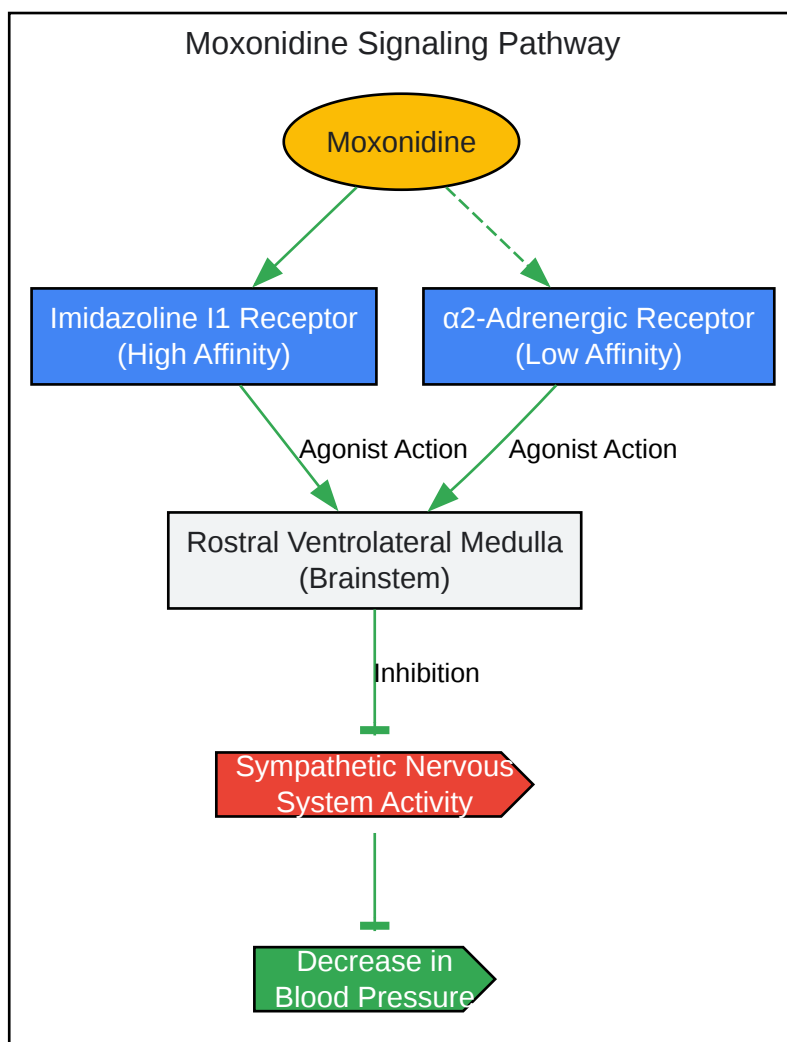 Moxonidine Signaling Pathway
Moxonidine
Imidazoline I1 Receptor
(High Affinity)
α2-Adrenergic Receptor
(Low Affinity)
Agonist Action
Agonist Action
Rostral Ventrolateral Medulla
(Brainstem)
Inhibition
Sympathetic Nervous
System Activity
Decrease in
Blood Pressure